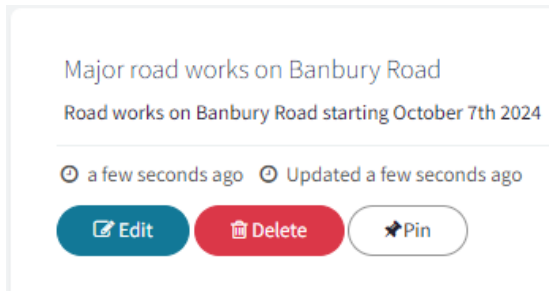 Major road works on Banbury Road
Road works on Banbury Road starting October 7th 2024
a few seconds ago Updated a few seconds ago
Edit Delete Pin